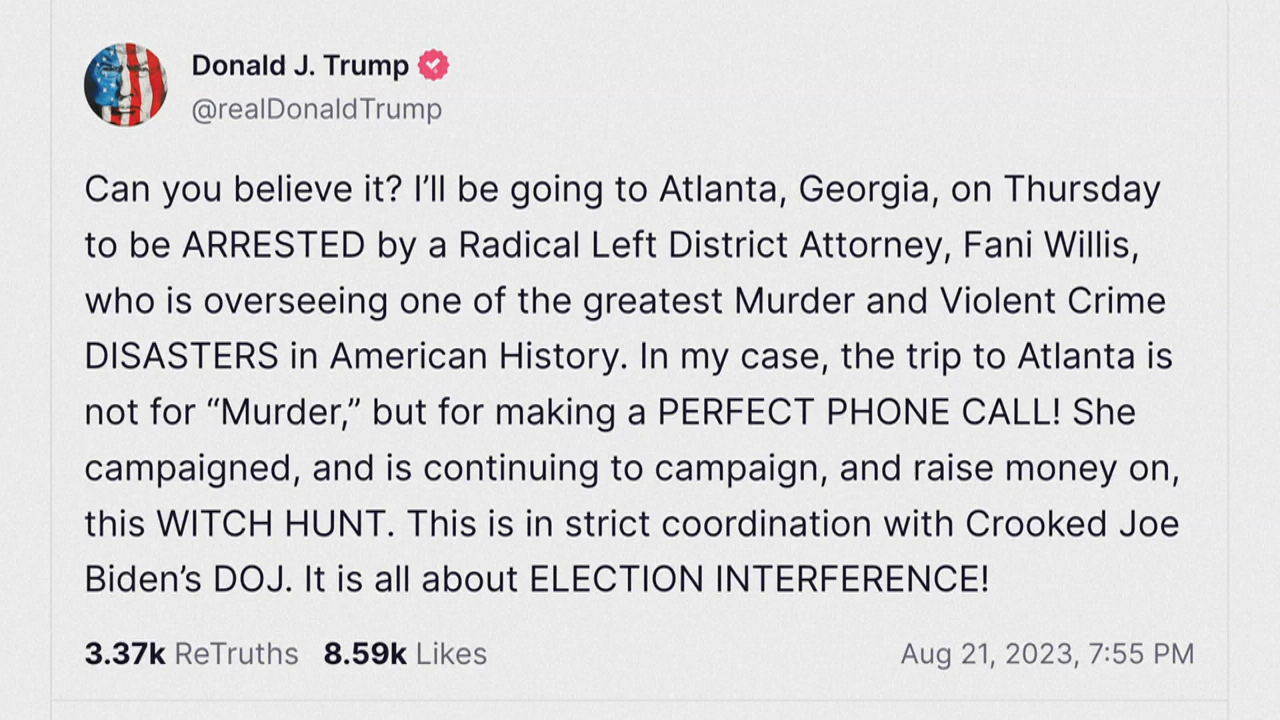 Donald J. Trump
@realDonaldTrump
Can you believe it? I’ll be going to Atlanta, Georgia, on Thursday
to be ARRESTED by a Radical Left District Attorney, Fani Willis,
who is overseeing one of the greatest Murder and Violent Crime
DISASTERS in American History. In my case, the trip to Atlanta is
not for “Murder,” but for making a PERFECT PHONE CALL! She
campaigned, and is continuing to campaign, and raise money on,
this WITCH HUNT. This is in strict coordination with Crooked Joe
Biden’s DOJ. It is all about ELECTION INTERFERENCE!
3.37k ReTruths 8.59k Likes Aug 21, 2023, 7:55 PM